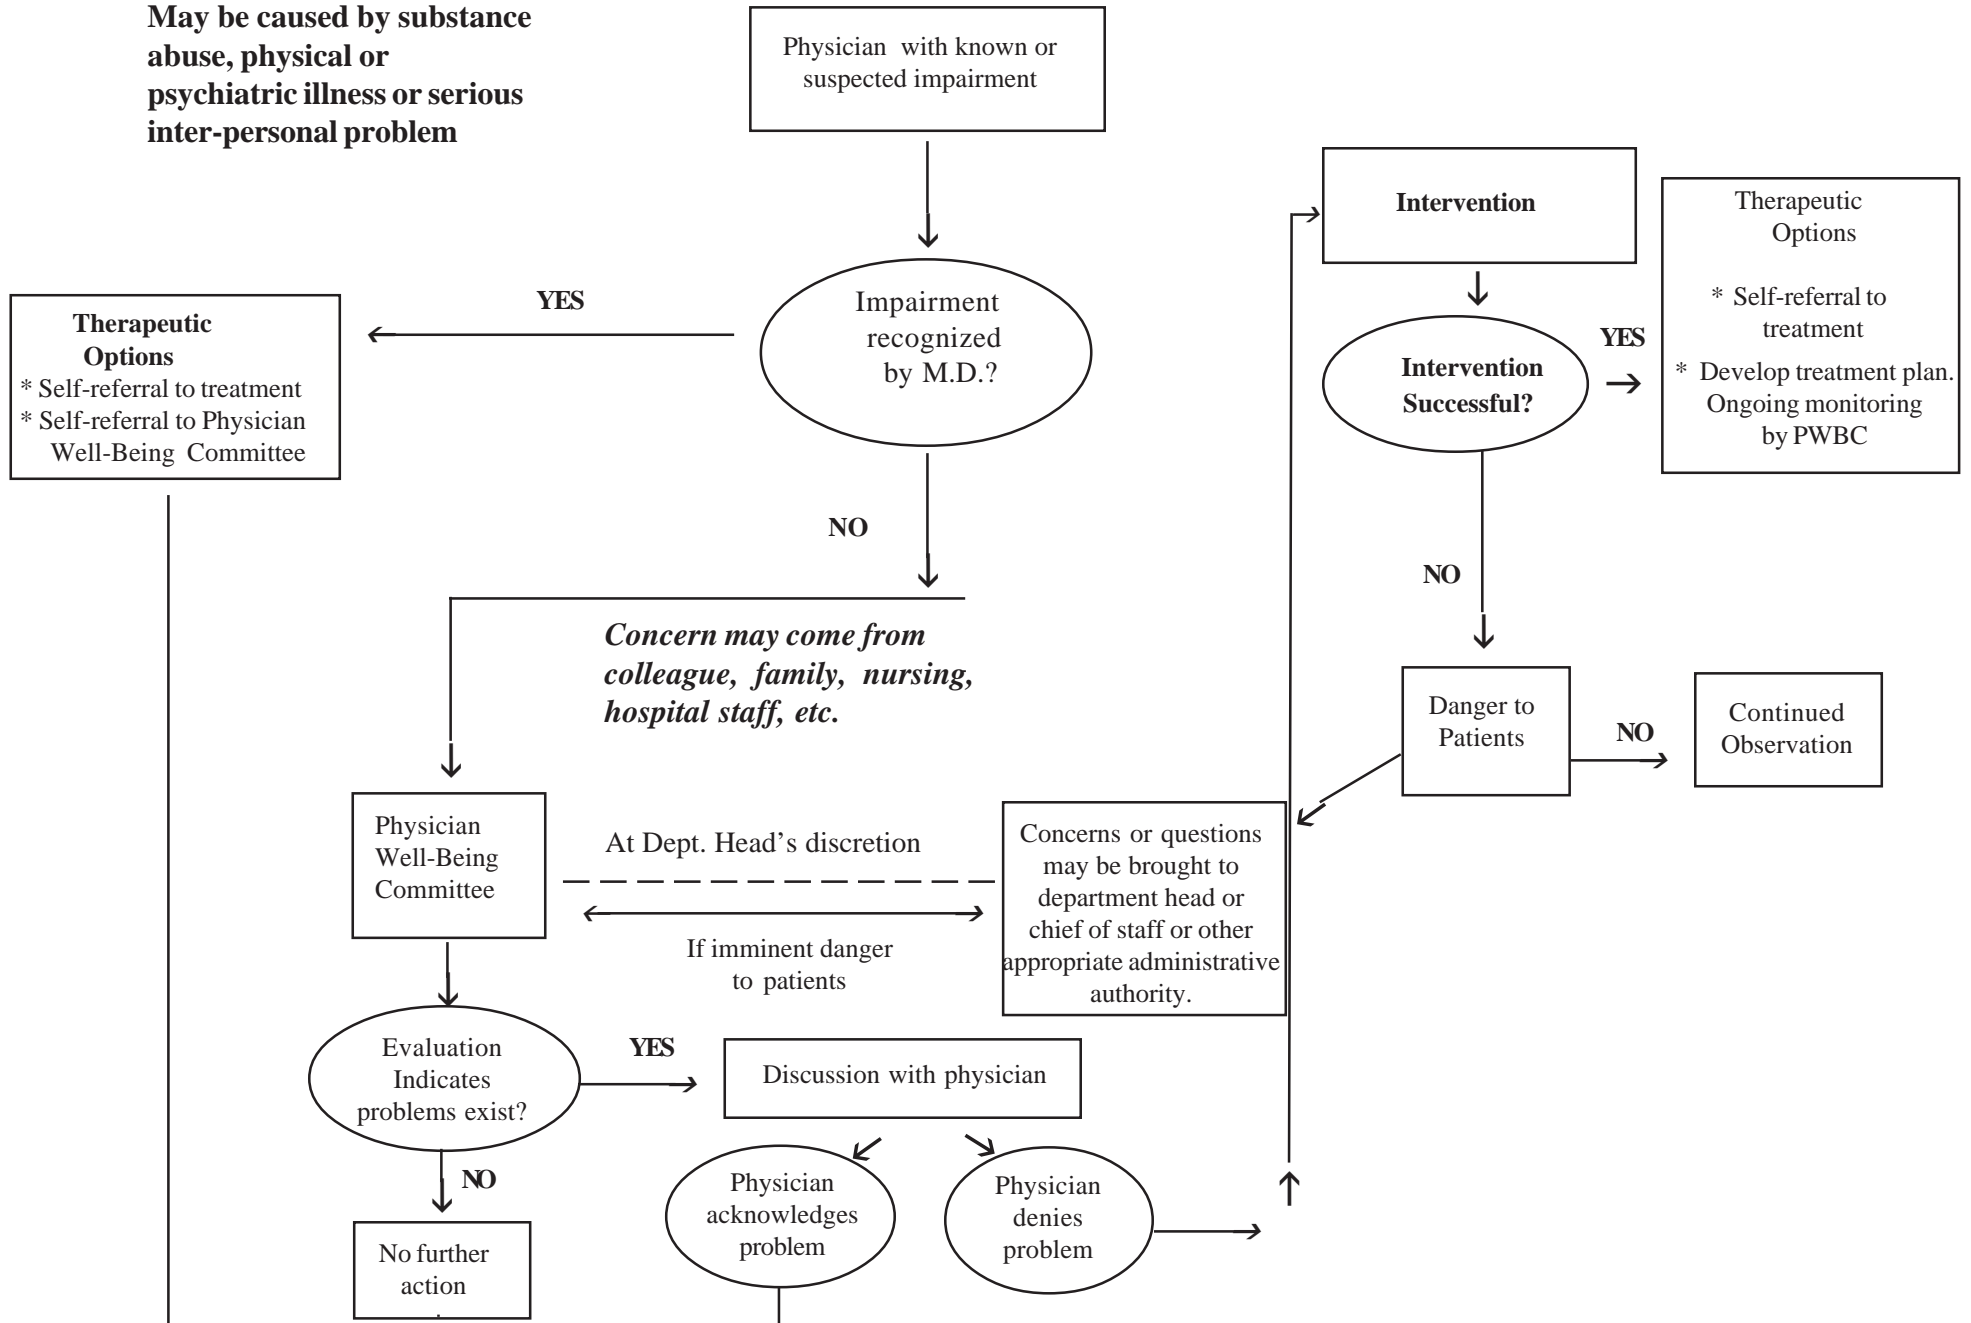 May be caused by substance
abuse, physical or
psychiatric illness or serious
inter-personal problem
Physician with known or
suspected impairment
Impairment
recognized
by M.D.?
YES
Therapeutic
Options
* Self-referral to treatment
* Self-referral to Physician
Well-Being Committee
NO
Concern may come from
colleague, family, nursing,
hospital staff, etc.
Physician
Well-Being
Committee
At Dept. Head’s discretion
If imminent danger
to patients
Concerns or questions
may be brought to
department head or
chief of staff or other
appropriate administrative
authority.
Evaluation
Indicates
problems exist?
YES
Discussion with physician
NO
No further
action
Physician
acknowledges
problem
Physician
denies
problem
Intervention
Intervention
Successful?
YES
Therapeutic
Options
* Self-referral to
treatment
* Develop treatment plan.
Ongoing monitoring
by PWBC
NO
Danger to
Patients
NO
Continued
Observation